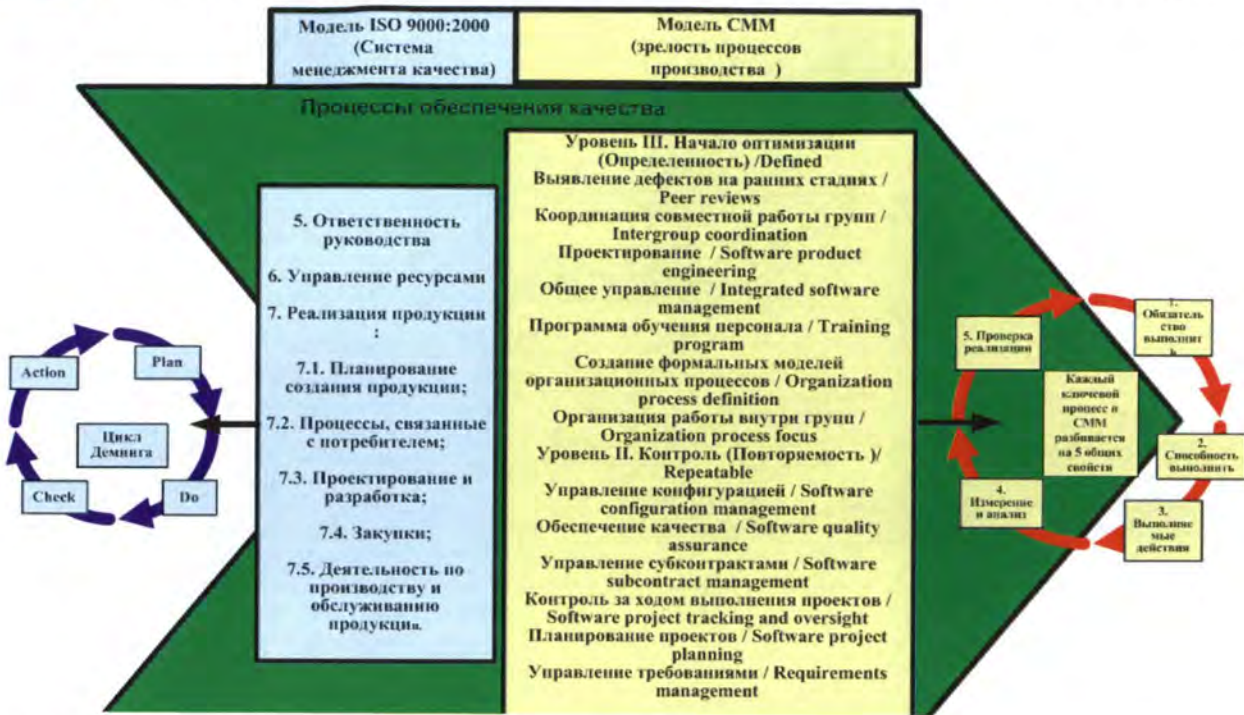 Модель ISO 9000:2000
(Система
менеджмента качества)
Модель СММ
(зрелость процессов
производства )
Процессы обеспечения качества
5. Ответственность
руководства
6. Управление ресурсами
7. Реализация продукции
:
7.1. Планирование
создания продукции;
7.2. Процессы, связанные
с потребителем;
7.3. Проектирование и
разработка;
7.4. Закупки;
7.5. Деятельность по
производству и
обслуживанию
продукции.
Уровень III. Начало оптимизации
(Определенность) /Defined
Выявление дефектов на ранних стадиях /
Peer reviews
Координация совместной работы групп /
Intergroup coordination
Проектирование / Software product
engineering
Общее управление / Integrated software
management
Программа обучения персонала / Training
program
Создание формальных моделей
организационных процессов / Organization
process definition
Организация работы внутри групп /
Organization process focus
Уровень II. Контроль (Повторяемость )/
Repeatable
Управление конфигурацией / Software
configuration management
Обеспечение качества / Software quality
assurance
Управление субконтрактами / Software
subcontract management
Контроль за ходом выполнения проектов /
Software project tracking and oversight
Планирование проектов / Software project
planning
Управление требованиями / Requirements
management
Action
Plan
Цикл
Деминга
Check
Do
1.
Обязатель
ство
выполнит
ь
2.
Способность
выполнить
3.
Выполняе
мые
действия
4.
Измерение
и анализ
5. Проверка
реализации
Каждый
ключевой
процесс в
СММ
разбивается
на 5 общих
свойств